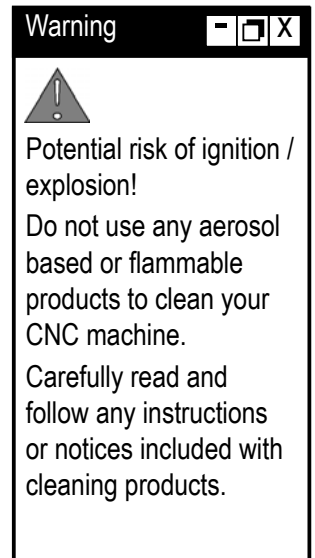 Warning
Potential risk of ignition /
explosion!
Do not use any aerosol
based or flammable
products to clean your
CNC machine.
Carefully read and
follow any instructions
or notices included with
cleaning products.